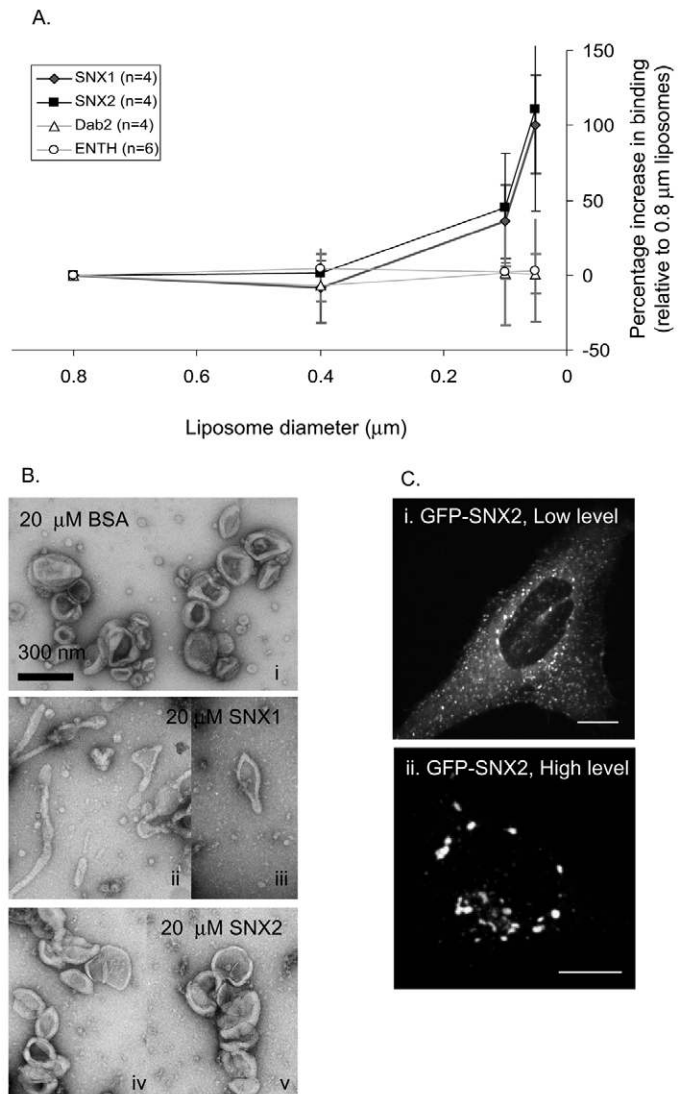 A.
SNX1 (n=4)
SNX2 (n=4)
Dab2 (n=4)
ENTH (n=6)
150
100
50
0
-50
Percentage increase in binding
(relative to 0.8 μm liposomes)
0.8
0.6
0.4
0.2
0
Liposome diameter (μm)
B.
20 μM BSA
300 nm
i
20 μM SNX1
ii
iii
20 μM SNX2
iv
v
C.
i. GFP-SNX2, Low level
ii. GFP-SNX2, High level